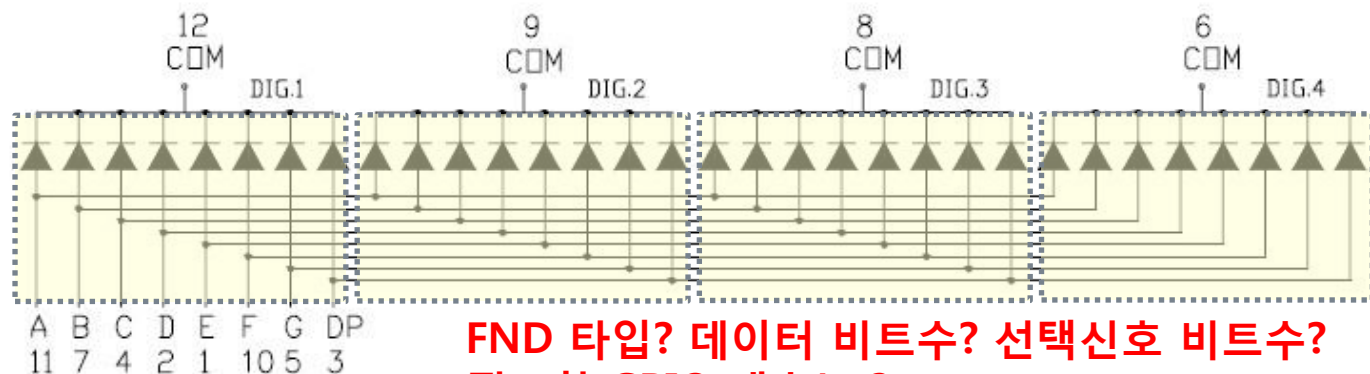 12 9 8 6
C□M C□M C□M C□M
DIG.1 DIG.2 DIG.3 DIG.4
A B C D E F G DP
11 7 4 2 1 10 5 3
FND 타입? 데이터 비트수? 선택신호 비트수?